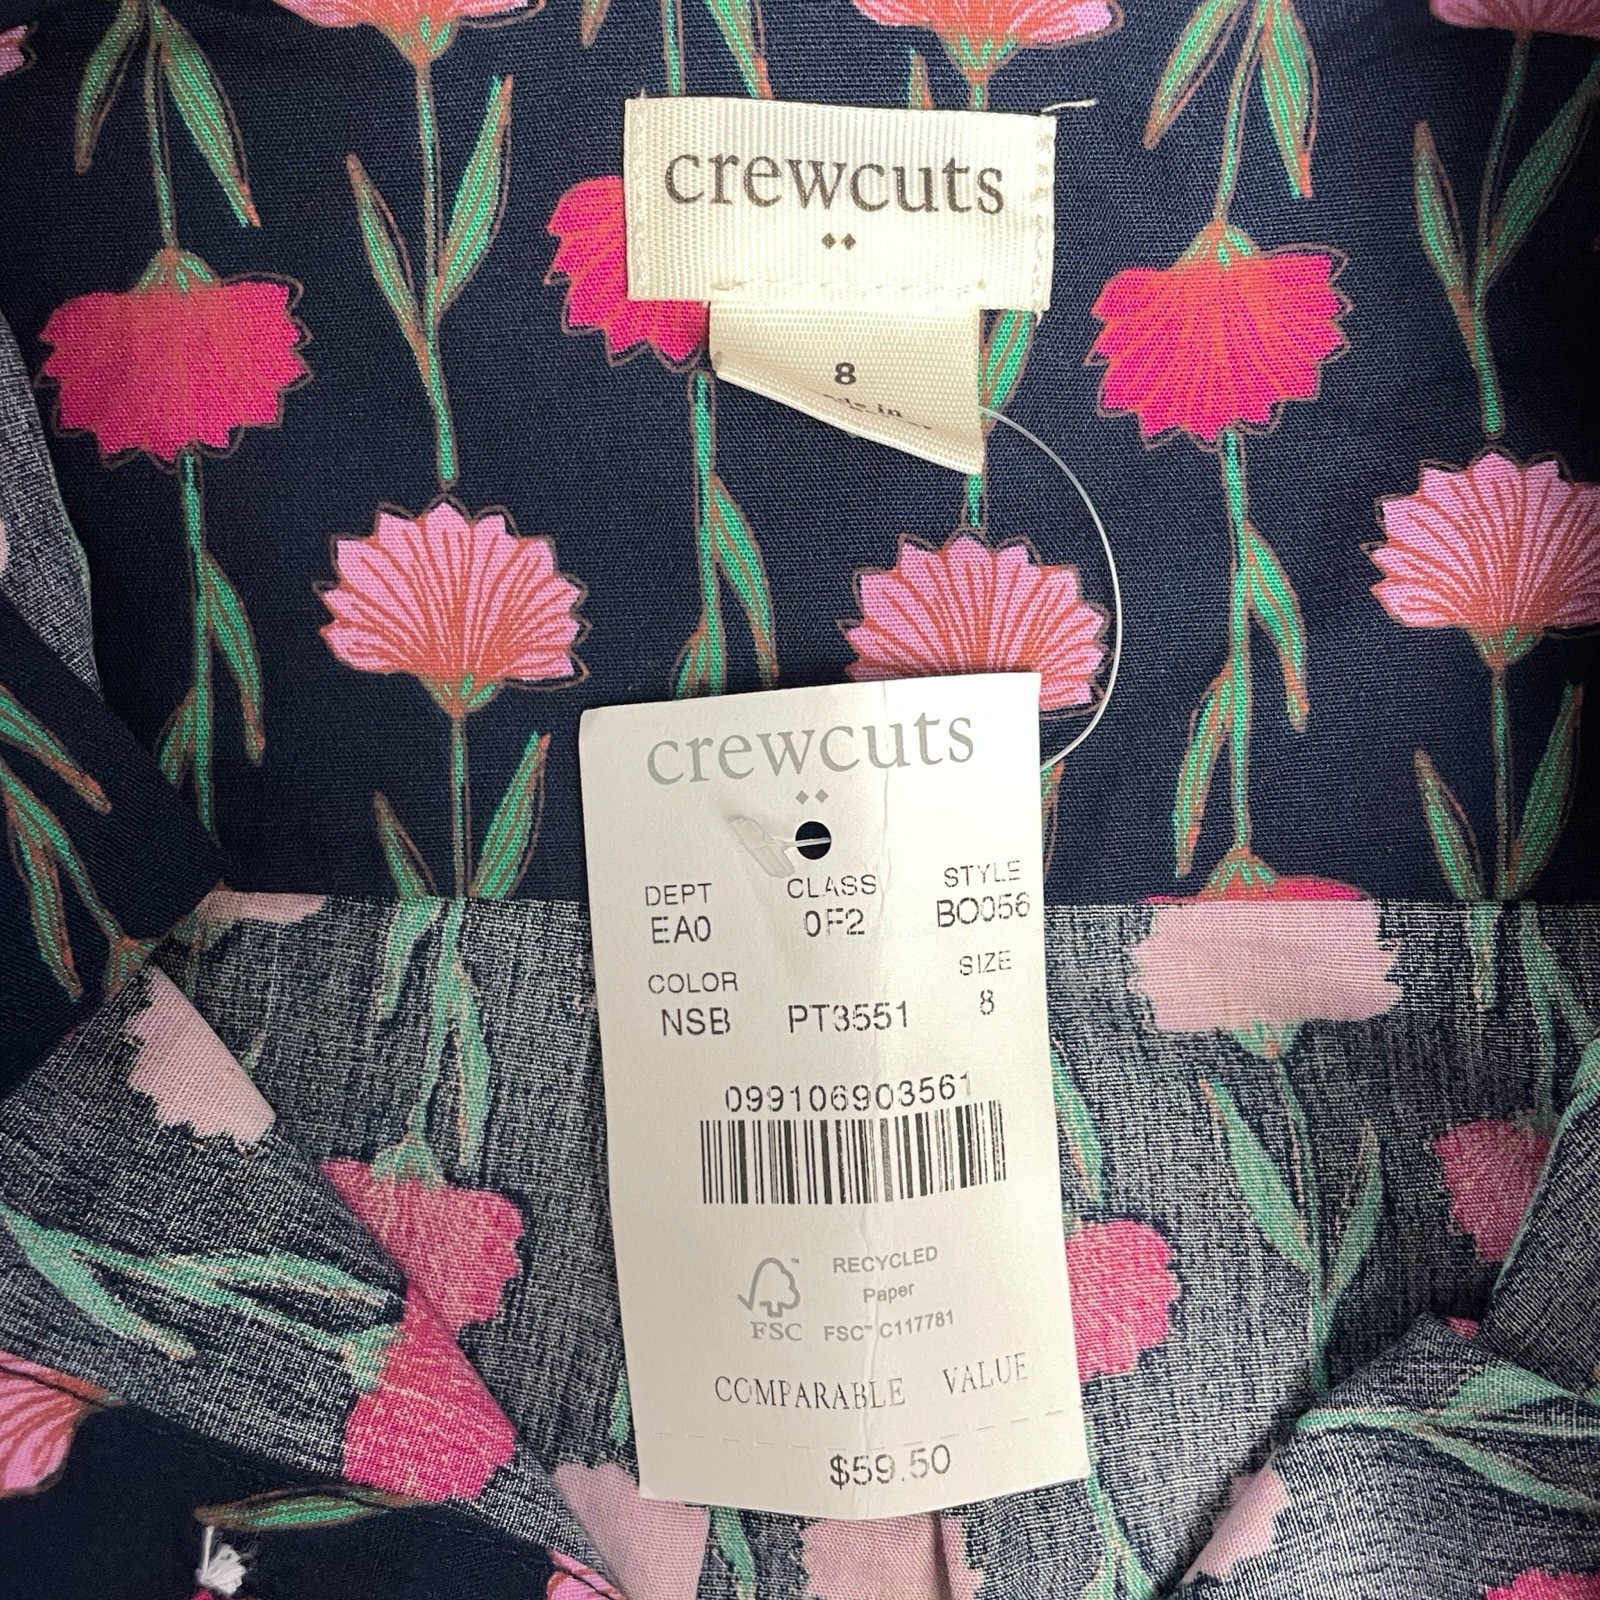 crewcuts
8
in
crewcuts
DEPT CLASS STYLE
EA0 0F2 BO056
COLOR SIZE
NSB PT3551 8
099106903561
RECYCLED
Paper
FSC FSC™ C117781
COMPARABLE VALUE
$59.50